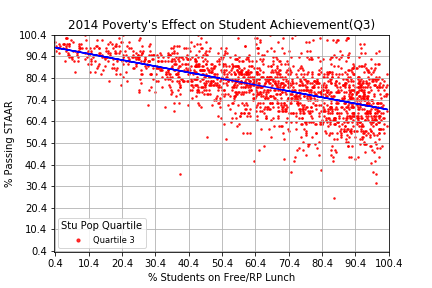 2014 Poverty's Effect on Student Achievement(Q3)
100.4
90.4
80.4
70.4
60.4
50.4
40.4
30.4
20.4
10.4
0.4
% Passing STAAR
Stu Pop Quartile
Quartile 3
0.4 10.4 20.4 30.4 40.4 50.4 60.4 70.4 80.4 90.4 100.4
% Students on Free/RP Lunch